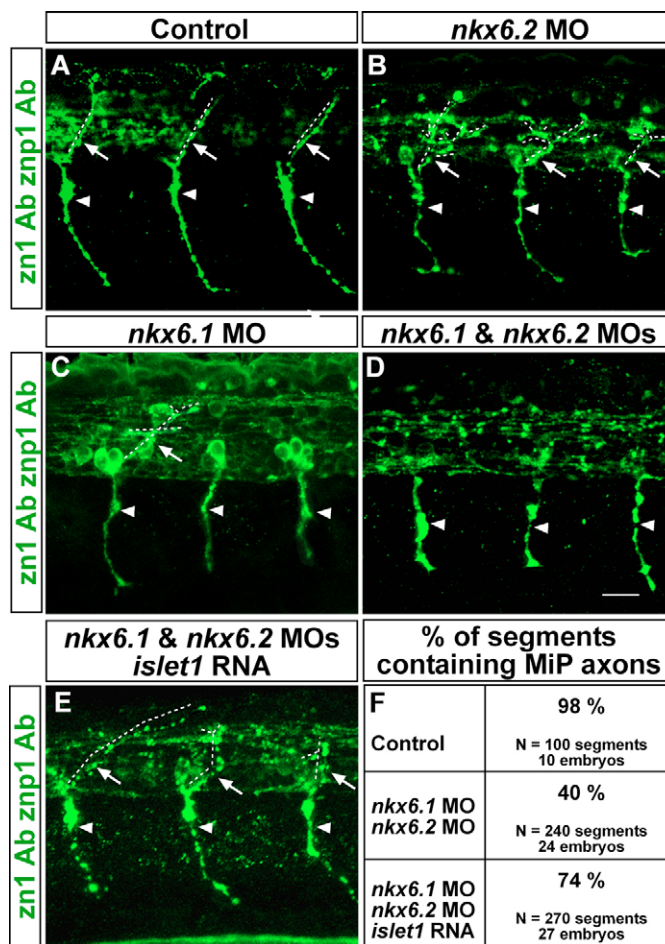 Control
nkx6.2 MO
zn1 Ab znp1 Ab
A
B
nkx6.1 MO
nkx6.1 & nkx6.2 MOs
zn1 Ab znp1 Ab
C
D
nkx6.1 & nkx6.2 MOs
islet1 RNA
% of segments
containing MiP axons
zn1 Ab znp1 Ab
E
F
Control
98 %
N = 100 segments
10 embryos
nkx6.1 MO
nkx6.2 MO
40 %
N = 240 segments
24 embryos
nkx6.1 MO
nkx6.2 MO
islet1 RNA
74 %
N = 270 segments
27 embryos